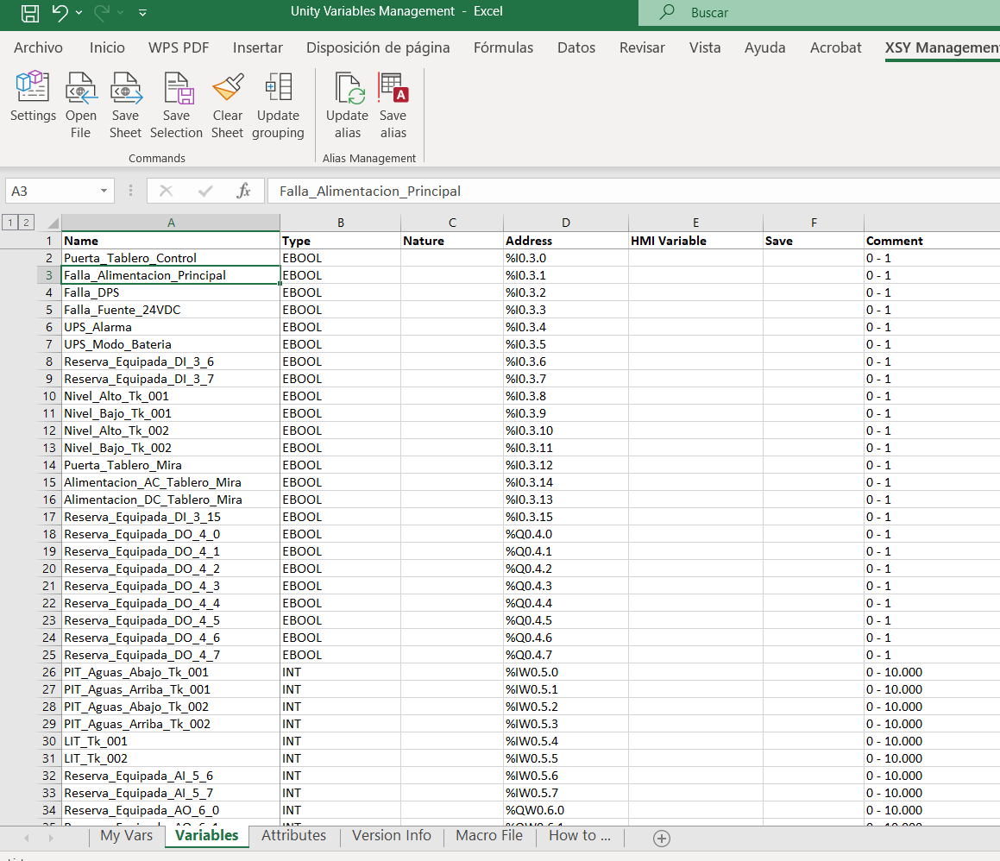 Unity Variables Management - Excel
Buscar
Archivo Inicio WPS PDF Insertar Disposición de página Fórmulas Datos Revisar Vista Ayuda Acrobat XSY Management
Settings Open File Save Sheet Save Selection Clear Sheet Update grouping Update alias Save alias
Commands Alias Management
A3 fx Falla_Alimentacion_Principal
1 2 A B C D E F
1 Name Type Nature Address HMI Variable Save Comment
2 Puerta_Tablero_Control EBOOL %I0.3.0 0 - 1
3 Falla_Alimentacion_Principal EBOOL %I0.3.1 0 - 1
4 Falla_DPS EBOOL %I0.3.2 0 - 1
5 Falla_Fuente_24VDC EBOOL %I0.3.3 0 - 1
6 UPS_Alarma EBOOL %I0.3.4 0 - 1
7 UPS_Modo_Bateria EBOOL %I0.3.5 0 - 1
8 Reserva_Equipada_DI_3_6 EBOOL %I0.3.6 0 - 1
9 Reserva_Equipada_DI_3_7 EBOOL %I0.3.7 0 - 1
10 Nivel_Alto_Tk_001 EBOOL %I0.3.8 0 - 1
11 Nivel_Bajo_Tk_001 EBOOL %I0.3.9 0 - 1
12 Nivel_Alto_Tk_002 EBOOL %I0.3.10 0 - 1
13 Nivel_Bajo_Tk_002 EBOOL %I0.3.11 0 - 1
14 Puerta_Tablero_Mira EBOOL %I0.3.12 0 - 1
15 Alimentacion_AC_Tablero_Mira EBOOL %I0.3.14 0 - 1
16 Alimentacion_DC_Tablero_Mira EBOOL %I0.3.13 0 - 1
17 Reserva_Equipada_DI_3_15 EBOOL %I0.3.15 0 - 1
18 Reserva_Equipada_DO_4_0 EBOOL %Q0.4.0 0 - 1
19 Reserva_Equipada_DO_4_1 EBOOL %Q0.4.1 0 - 1
20 Reserva_Equipada_DO_4_2 EBOOL %Q0.4.2 0 - 1
21 Reserva_Equipada_DO_4_3 EBOOL %Q0.4.3 0 - 1
22 Reserva_Equipada_DO_4_4 EBOOL %Q0.4.4 0 - 1
23 Reserva_Equipada_DO_4_5 EBOOL %Q0.4.5 0 - 1
24 Reserva_Equipada_DO_4_6 EBOOL %Q0.4.6 0 - 1
25 Reserva_Equipada_DO_4_7 EBOOL %Q0.4.7 0 - 1
26 PIT_Aguas_Abajo_Tk_001 INT %IW0.5.0 0 - 10.000
27 PIT_Aguas_Arriba_Tk_001 INT %IW0.5.1 0 - 10.000
28 PIT_Aguas_Abajo_Tk_002 INT %IW0.5.2 0 - 10.000
29 PIT_Aguas_Arriba_Tk_002 INT %IW0.5.3 0 - 10.000
30 LIT_Tk_001 INT %IW0.5.4 0 - 10.000
31 LIT_Tk_002 INT %IW0.5.5 0 - 10.000
32 Reserva_Equipada_AI_5_6 INT %IW0.5.6 0 - 10.000
33 Reserva_Equipada_AI_5_7 INT %IW0.5.7 0 - 10.000
34 Reserva_Equipada_AO_6_0 INT %QW0.6.0 0 - 10.000
My Vars Variables Attributes Version Info Macro File How to ...